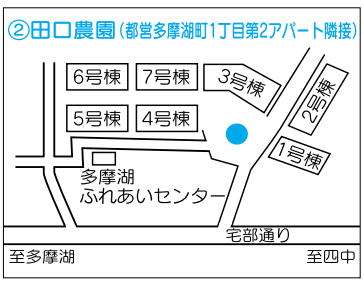 ②田口農園(都営多摩湖町1丁目第2アパート隣接)
6号棟
7号棟
3号棟
2号棟
5号棟
4号棟
1号棟
多摩湖
ふれあいセンター
宅部通り
至多摩湖
至四中